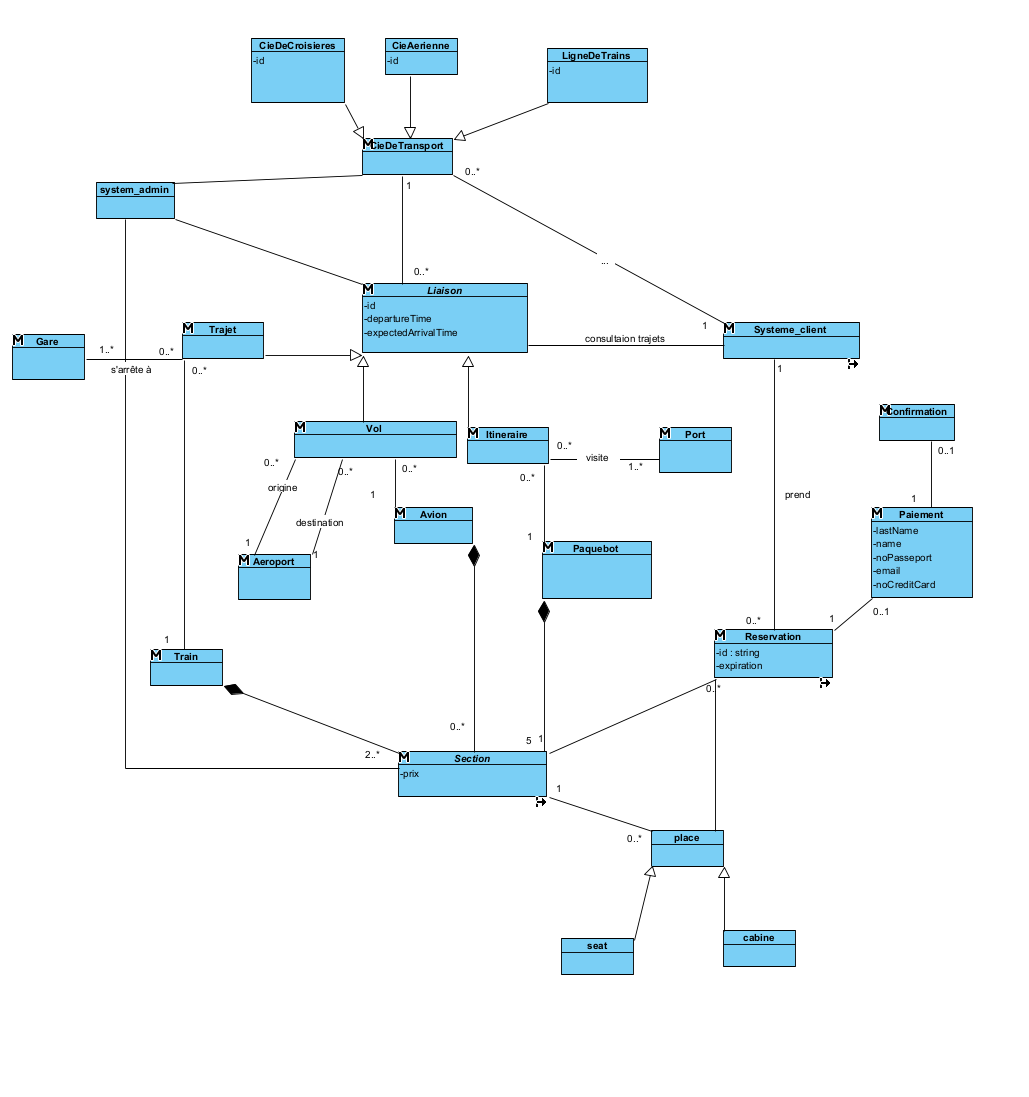 CieDeCroisieres
-id
CieAerienne
-id
LigneDeTrains
-id
CieDeTransport
1
0..*
system_admin
...
0..*
Liaison
-id
-departureTime
-expectedArrivalTime
consultaion trajets
1
Systeme_client
1
Gare
1..*
s'arrête à
0..*
Trajet
0..*
Vol
0..*
origine
0..*
destination
0..*
1
1
1
Itineraire
0..*
visite
1..*
Port
0..*
1
Avion
Aeroport
Paquebot
Confirmation
0..1
1
prend
Paiement
-lastName
-name
-noPasseport
-email
-noCreditCard
0..1
1
0..*
Reservation
-id : string
-expiration
0..*
1
Train
2..*
0..*
5
1
Section
-prix
1
0..*
place
seat
cabine